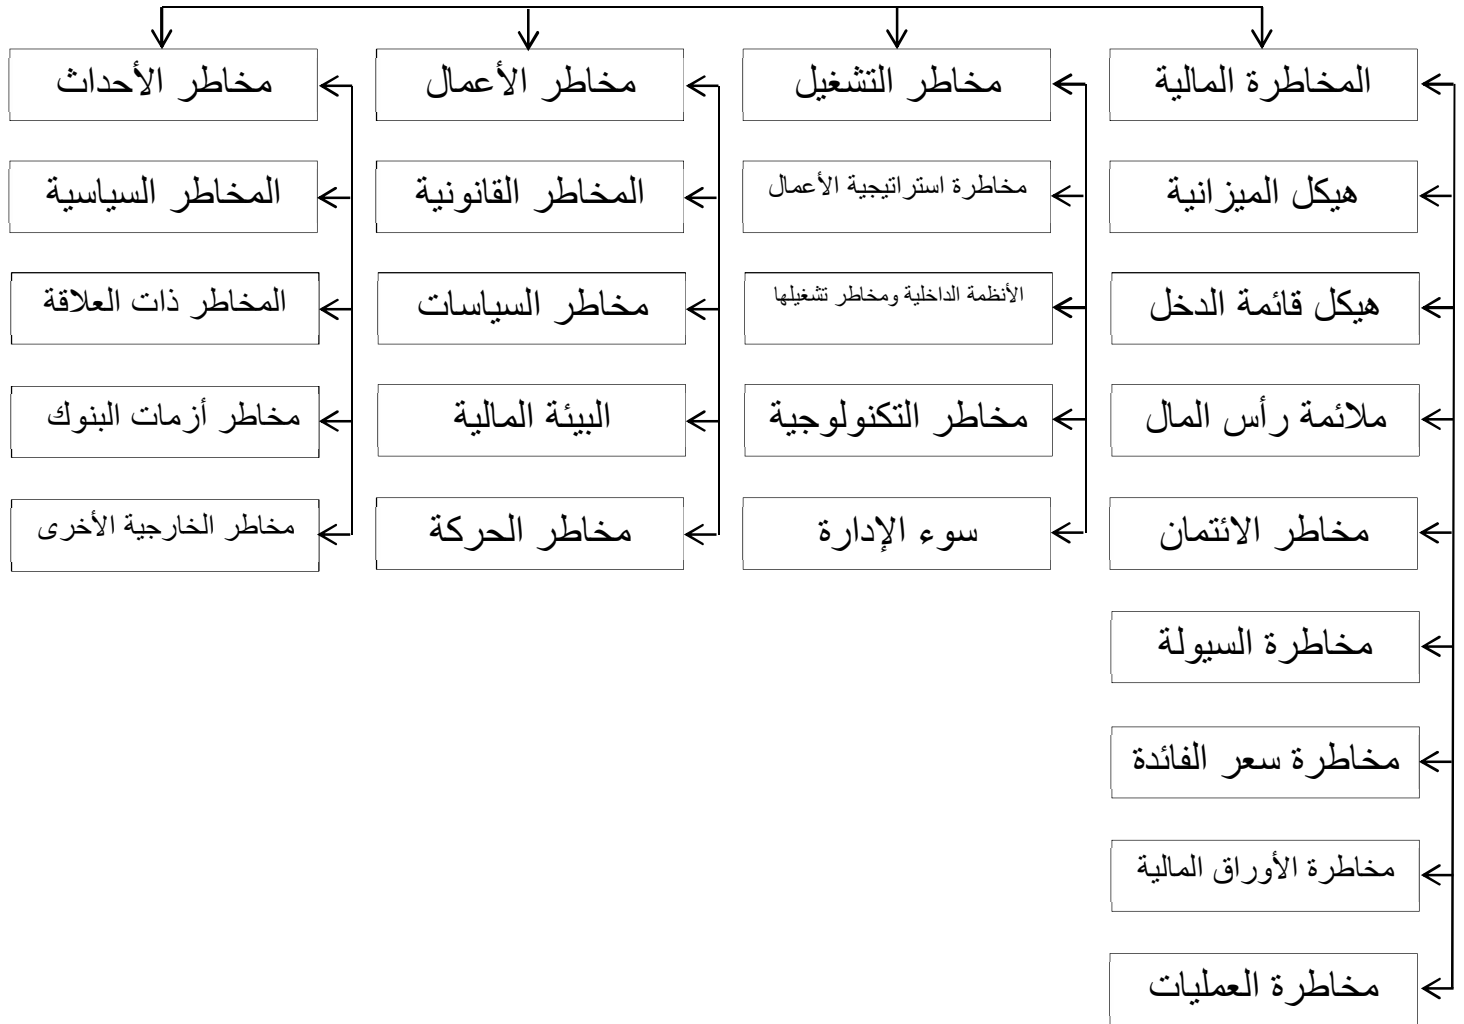 المخاطرة المالية
هيكل الميزانية
هيكل قائمة الدخل
ملائمة رأس المال
مخاطر الائتمان
مخاطرة السيولة
مخاطرة سعر الفائدة
مخاطرة الأوراق المالية
مخاطرة العمليات
مخاطر التشغيل
مخاطرة استراتيجية الأعمال
الأنظمة الداخلية ومخاطر تشغيلها
مخاطر التكنولوجية
سوء الإدارة
مخاطر الأعمال
المخاطر القانونية
مخاطر السياسات
البيئة المالية
مخاطر الحركة
مخاطر الأحداث
المخاطر السياسية
المخاطر ذات العلاقة
مخاطر أزمات البنوك
مخاطر الخارجية الأخرى